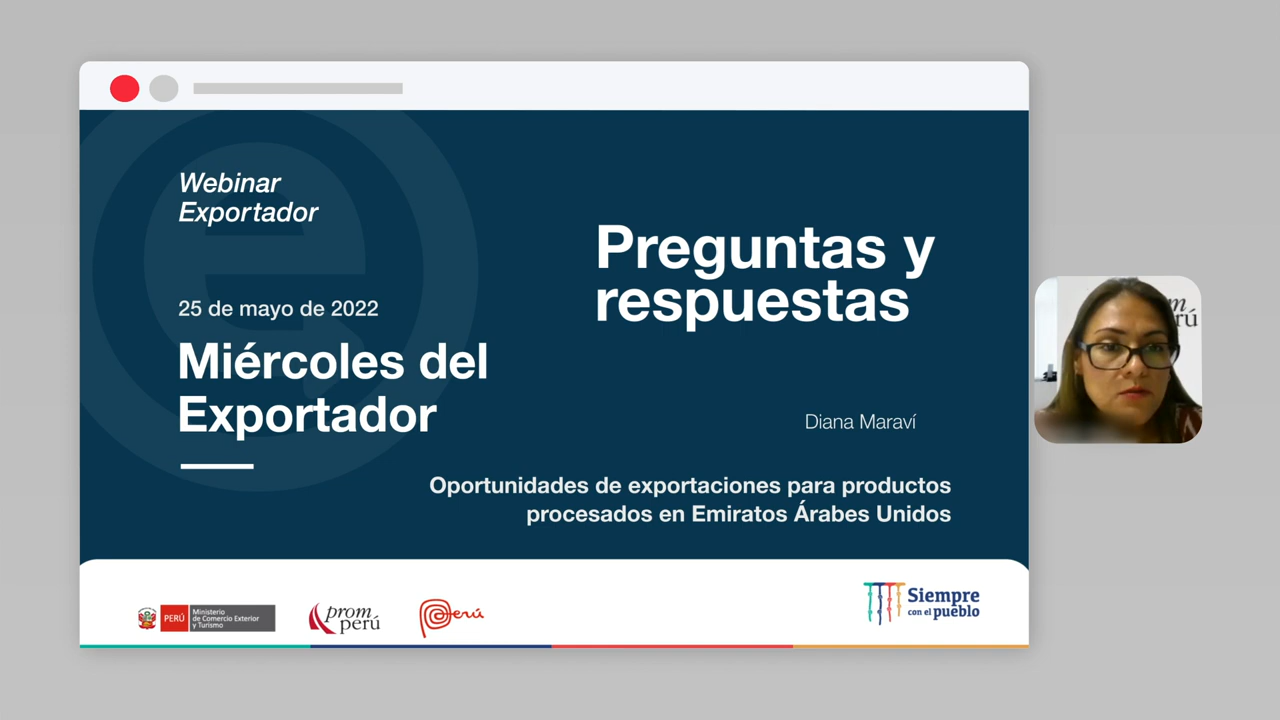 Webinar
Exportador
25 de mayo de 2022
Miércoles del
Exportador
Preguntas y
respuestas
Diana Maraví
Oportunidades de exportaciones para productos
procesados en Emiratos Árabes Unidos
PERÚ
Ministerio
de Comercio Exterior
y Turismo
prom
perú
Perú
Siempre
con el pueblo
m
rú